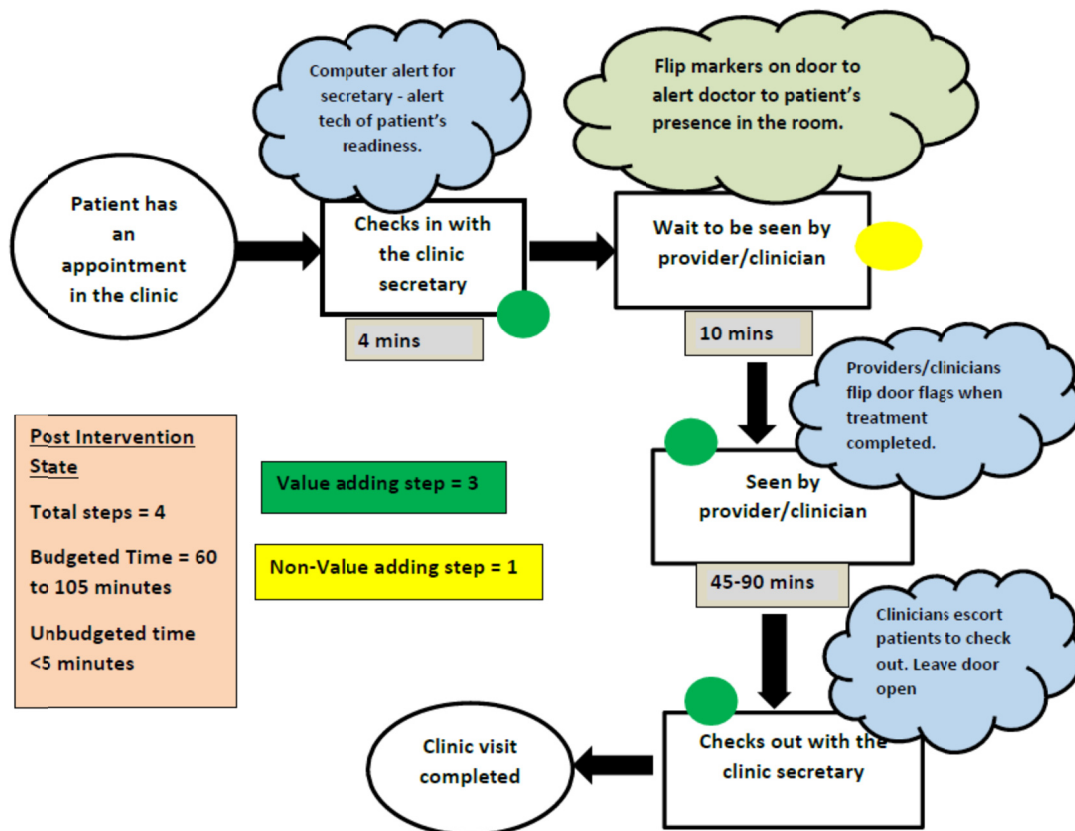 Computer alert for
secretary - alert
tech of patient's
readiness.
Flip markers on door to
alert doctor to patient's
presence in the room.
Patient has
an
appointment
in the clinic
Checks in with
the clinic
secretary
4 mins
Wait to be seen by
provider/clinician
10 mins
Providers/clinicians
flip door flags when
treatment
completed.
Post Intervention
State
Total steps = 4
Budgeted Time = 60
to 105 minutes
Unbudgeted time
<5 minutes
Value adding step = 3
Non-Value adding step = 1
Seen by
provider/clinician
45-90 mins
Clinicians escort
patients to check
out. Leave door
open
Checks out with the
clinic secretary
Clinic visit
completed